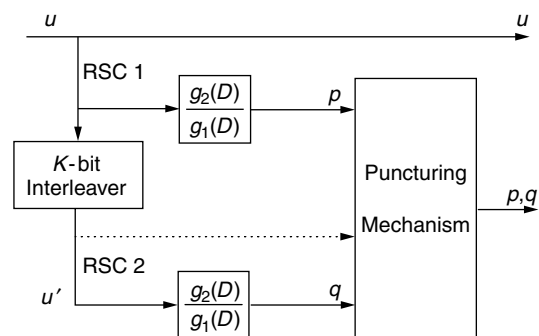 u u
RSC 1
g₂(D)
g₁(D)
p
K-bit
Interleaver
Puncturing
Mechanism
p,q
RSC 2
u′
g₂(D)
g₁(D)
q